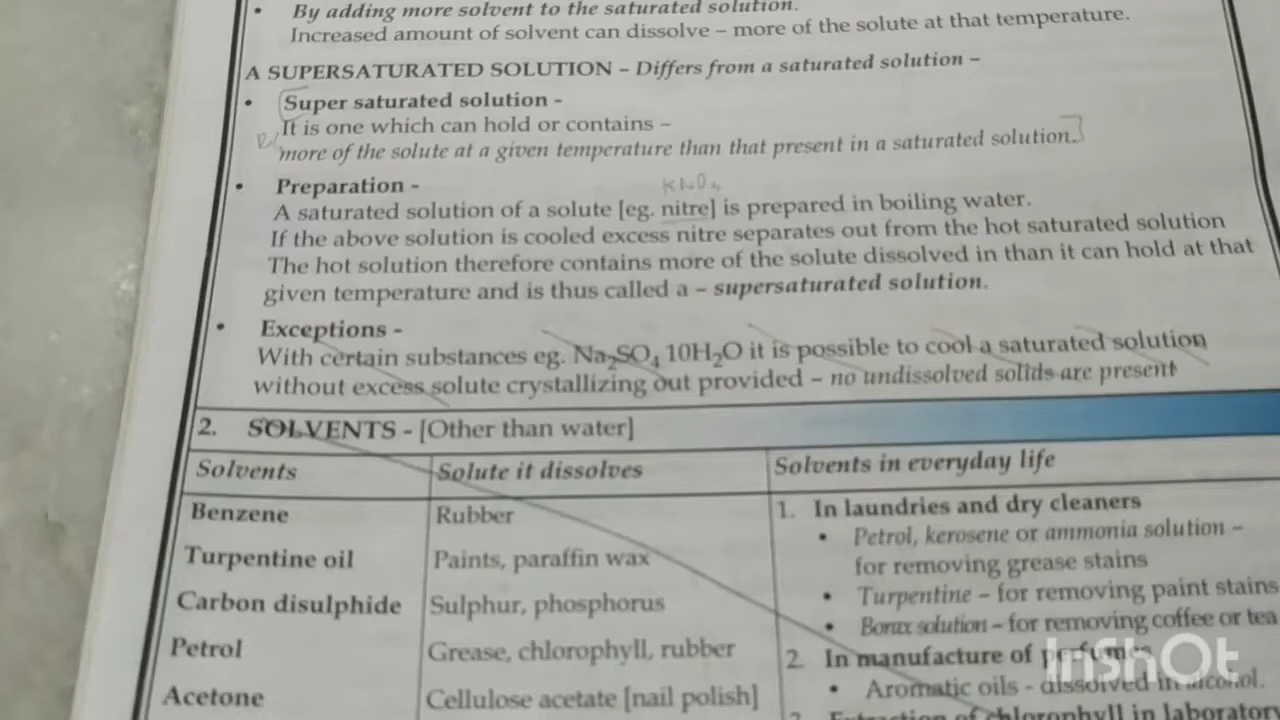 • By adding more solvent to the saturated solution.
Increased amount of solvent can dissolve – more of the solute at that temperature.
A SUPERSATURATED SOLUTION – Differs from a saturated solution –
• Super saturated solution -
It is one which can hold or contains –
more of the solute at a given temperature than that present in a saturated solution.
KNO₃
• Preparation -
A saturated solution of a solute [eg. nitre] is prepared in boiling water.
If the above solution is cooled excess nitre separates out from the hot saturated solution
The hot solution therefore contains more of the solute dissolved in than it can hold at that
given temperature and is thus called a – supersaturated solution.
• Exceptions -
With certain substances eg. Na₂SO₄ 10H₂O it is possible to cool a saturated solution
without excess solute crystallizing out provided – no undissolved solids are present
2. SOLVENTS - [Other than water]
Solvents Solute it dissolves Solvents in everyday life
Benzene Rubber
Turpentine oil Paints, paraffin wax
Carbon disulphide Sulphur, phosphorus
Petrol Grease, chlorophyll, rubber
Acetone Cellulose acetate [nail polish]
1. In laundries and dry cleaners
• Petrol, kerosene or ammonia solution –
for removing grease stains
• Turpentine – for removing paint stains
• Borax solution – for removing coffee or tea
2. In manufacture of perfumes
• Aromatic oils - dissolved in alcohol.
Extraction of chlorophyll in laboratory
InShOt